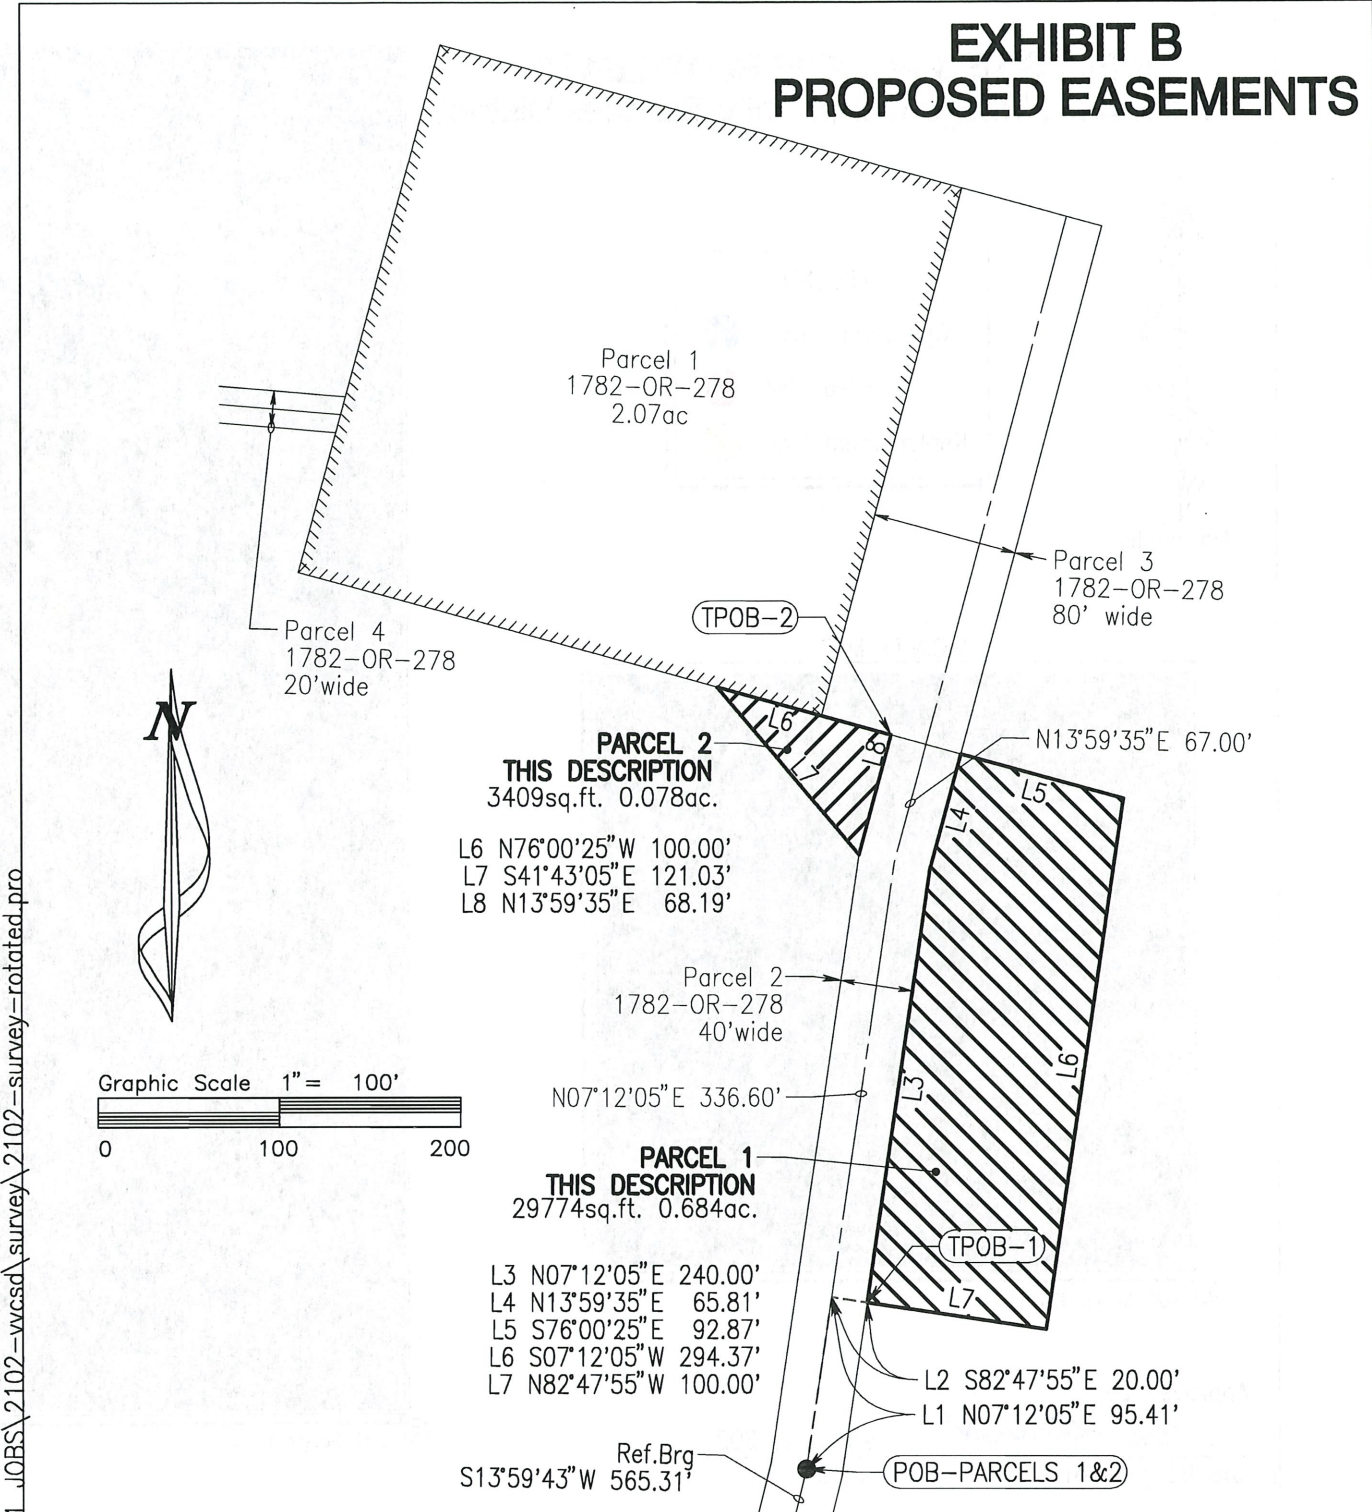 EXHIBIT B
PROPOSED EASEMENTS
Parcel 1
1782-OR-278
2.07ac
Parcel 3
1782-OR-278
80' wide
TPOB-2
Parcel 4
1782-OR-278
20'wide
N
L6
L7
L8
PARCEL 2
THIS DESCRIPTION
3409sq.ft. 0.078ac.
N13°59'35"E 67.00'
L5
L4
L6 N76°00'25"W 100.00'
L7 S41°43'05"E 121.03'
L8 N13°59'35"E 68.19'
Parcel 2
1782-OR-278
40'wide
L3
L6
Graphic Scale 1"= 100'
0 100 200
N07°12'05"E 336.60'
PARCEL 1
THIS DESCRIPTION
29774sq.ft. 0.684ac.
TPOB-1
L7
L3 N07°12'05"E 240.00'
L4 N13°59'35"E 65.81'
L5 S76°00'25"E 92.87'
L6 S07°12'05"W 294.37'
L7 N82°47'55"W 100.00'
L2 S82°47'55"E 20.00'
L1 N07°12'05"E 95.41'
Ref.Brg
S13°59'43"W 565.31'
POB-PARCELS 1&2
JOBS\2102-vvcsd\survey\2102-survey-rotated.pro